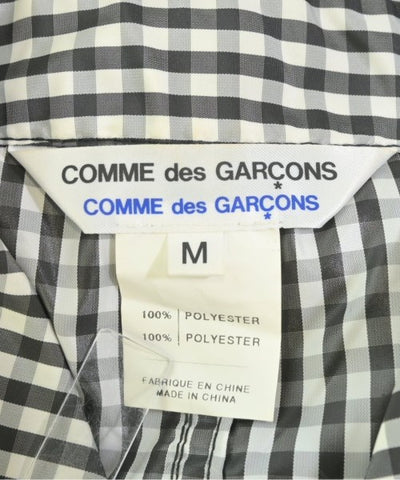 COMME des GARÇONS
COMME des GARÇONS
M
100% POLYESTER
100% POLYESTER
FABRIQUE EN CHINE
MADE IN CHINA